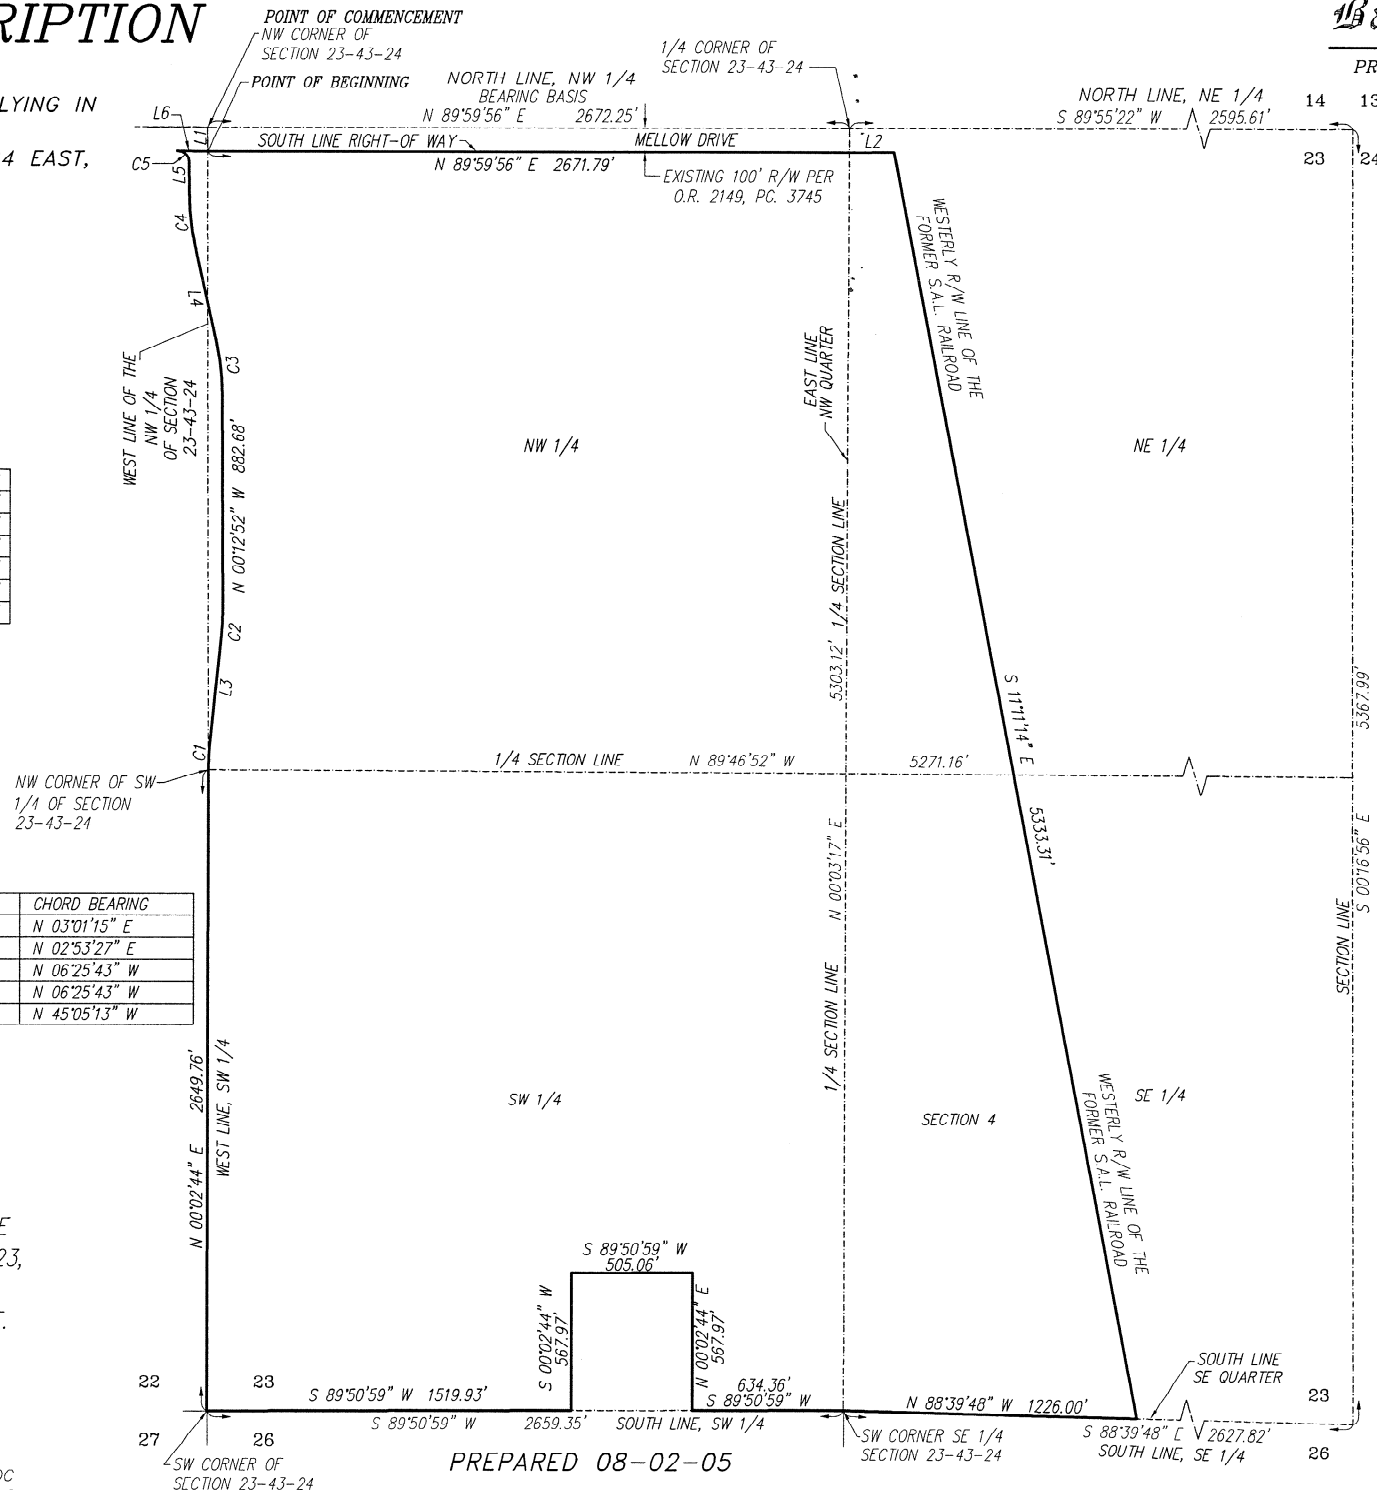 RIPTION
POINT OF COMMENCEMENT
NW CORNER OF
SECTION 23-43-24
POINT OF BEGINNING
1/4 CORNER OF
SECTION 23-43-24
PR
LYING IN
4 EAST,
NORTH LINE, NW 1/4
BEARING BASIS
N 89°59'56" E 2672.25'
NORTH LINE, NE 1/4
S 89°55'22" W 2595.61'
14 13
23 24
L6
L1
SOUTH LINE RIGHT-OF WAY
MELLOW DRIVE
L2
N 89°59'56" E 2671.79'
EXISTING 100' R/W PER
O.R. 2149, PG. 3745
C5
L5
C4
L4
C3
WEST LINE OF THE
NW 1/4
OF SECTION
23-43-24
N 00°12'52" W 882.68'
C2
L3
C1
NW 1/4
EAST LINE
NW QUARTER
WESTERLY R/W LINE OF THE
FORMER S.A.L. RAILROAD
NE 1/4
5303.12' 1/4 SECTION LINE
S 11°11'14" E
5333.31'
5367.99'
S 00°16'56" E
SECTION LINE
NW CORNER OF SW
1/4 OF SECTION
23-43-24
1/4 SECTION LINE N 89°46'52" W 5271.16'
N 00°03'17" E
1/4 SECTION LINE
CHORD BEARING
N 03°01'15" E
N 02°53'27" E
N 06°25'43" W
N 06°25'43" W
N 45°05'13" W
N 00°02'44" E 2649.76'
WEST LINE, SW 1/4
SW 1/4
SECTION 4
SE 1/4
WESTERLY R/W LINE OF THE
FORMER S.A.L. RAILROAD
E
23,
T.
S 89°50'59" W
505.06'
S 00°02'44" W
567.97'
N 00°02'44" E
567.97'
SOUTH LINE
SE QUARTER
22 23
S 89°50'59" W 1519.93'
634.36'
S 89°50'59" W
N 88°39'48" W 1226.00'
23
S 89°50'59" W 2659.35' SOUTH LINE, SW 1/4
S 88°39'48" E 2627.82'
SOUTH LINE, SE 1/4
27 26
26
SW CORNER SE 1/4
SECTION 23-43-24
SW CORNER OF
SECTION 23-43-24
PREPARED 08-02-05